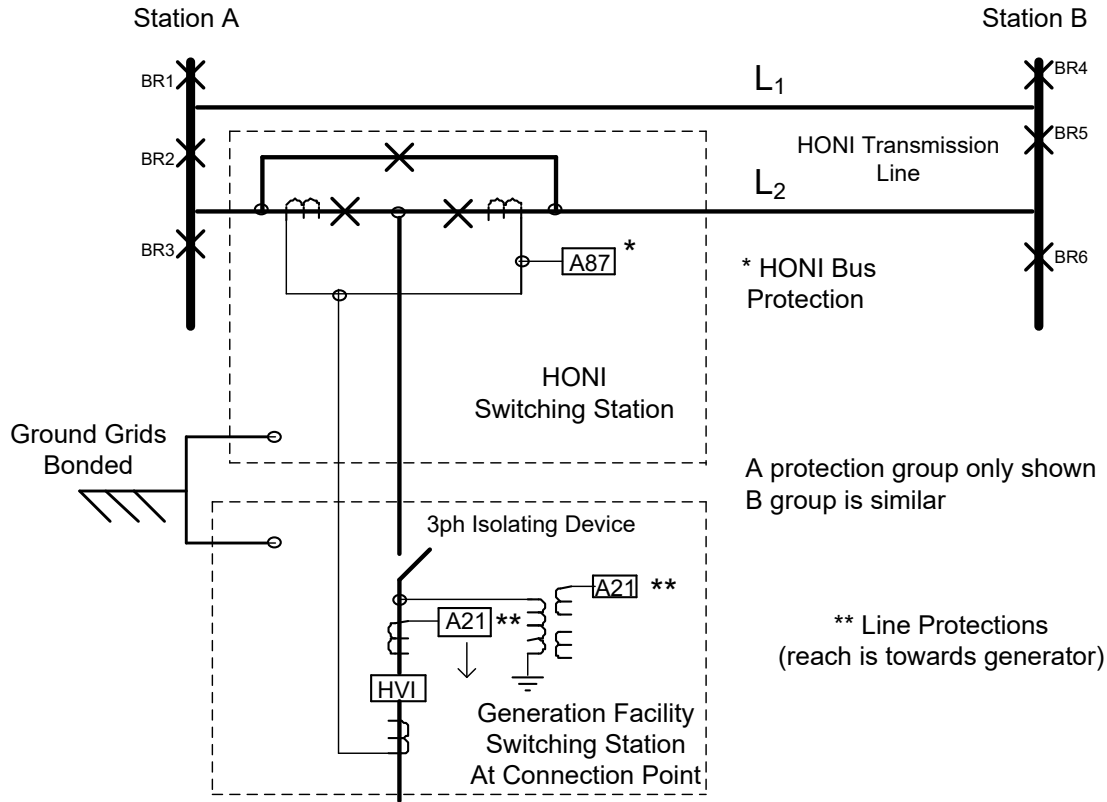 Station A
Station B
BR1
BR4
L1
BR2
BR5
HONI Transmission
Line
L2
BR3
A87 *
BR6
* HONI Bus
Protection
HONI
Switching Station
Ground Grids
Bonded
A protection group only shown
B group is similar
3ph Isolating Device
A21 **
A21 **
** Line Protections
(reach is towards generator)
HVI
Generation Facility
Switching Station
At Connection Point